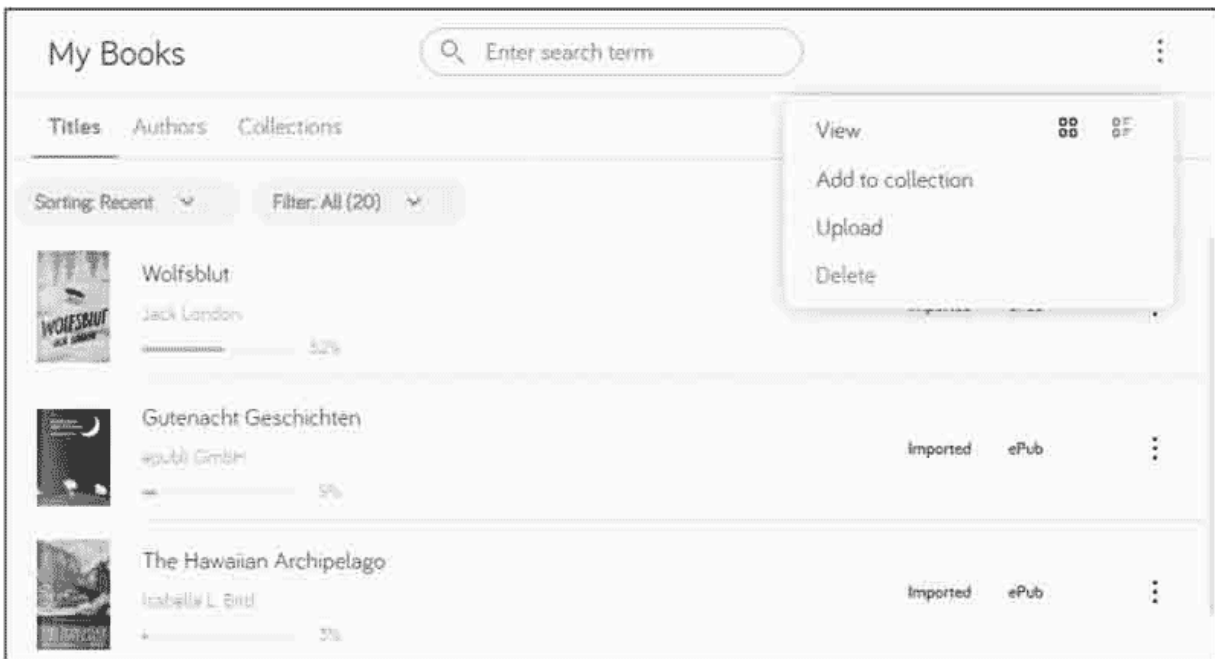 My Books
Enter search term
Titles Authors Collections
View
Add to collection
Upload
Delete
Sorting: Recent
Filter: All (20)
Wolfsblut
Jack London
52%
WOLFSBLUT
JACK LONDON
Gutenacht Geschichten
epubli GmbH
5%
Imported ePub
The Hawaiian Archipelago
Isabella L. Bird
3%
Imported ePub